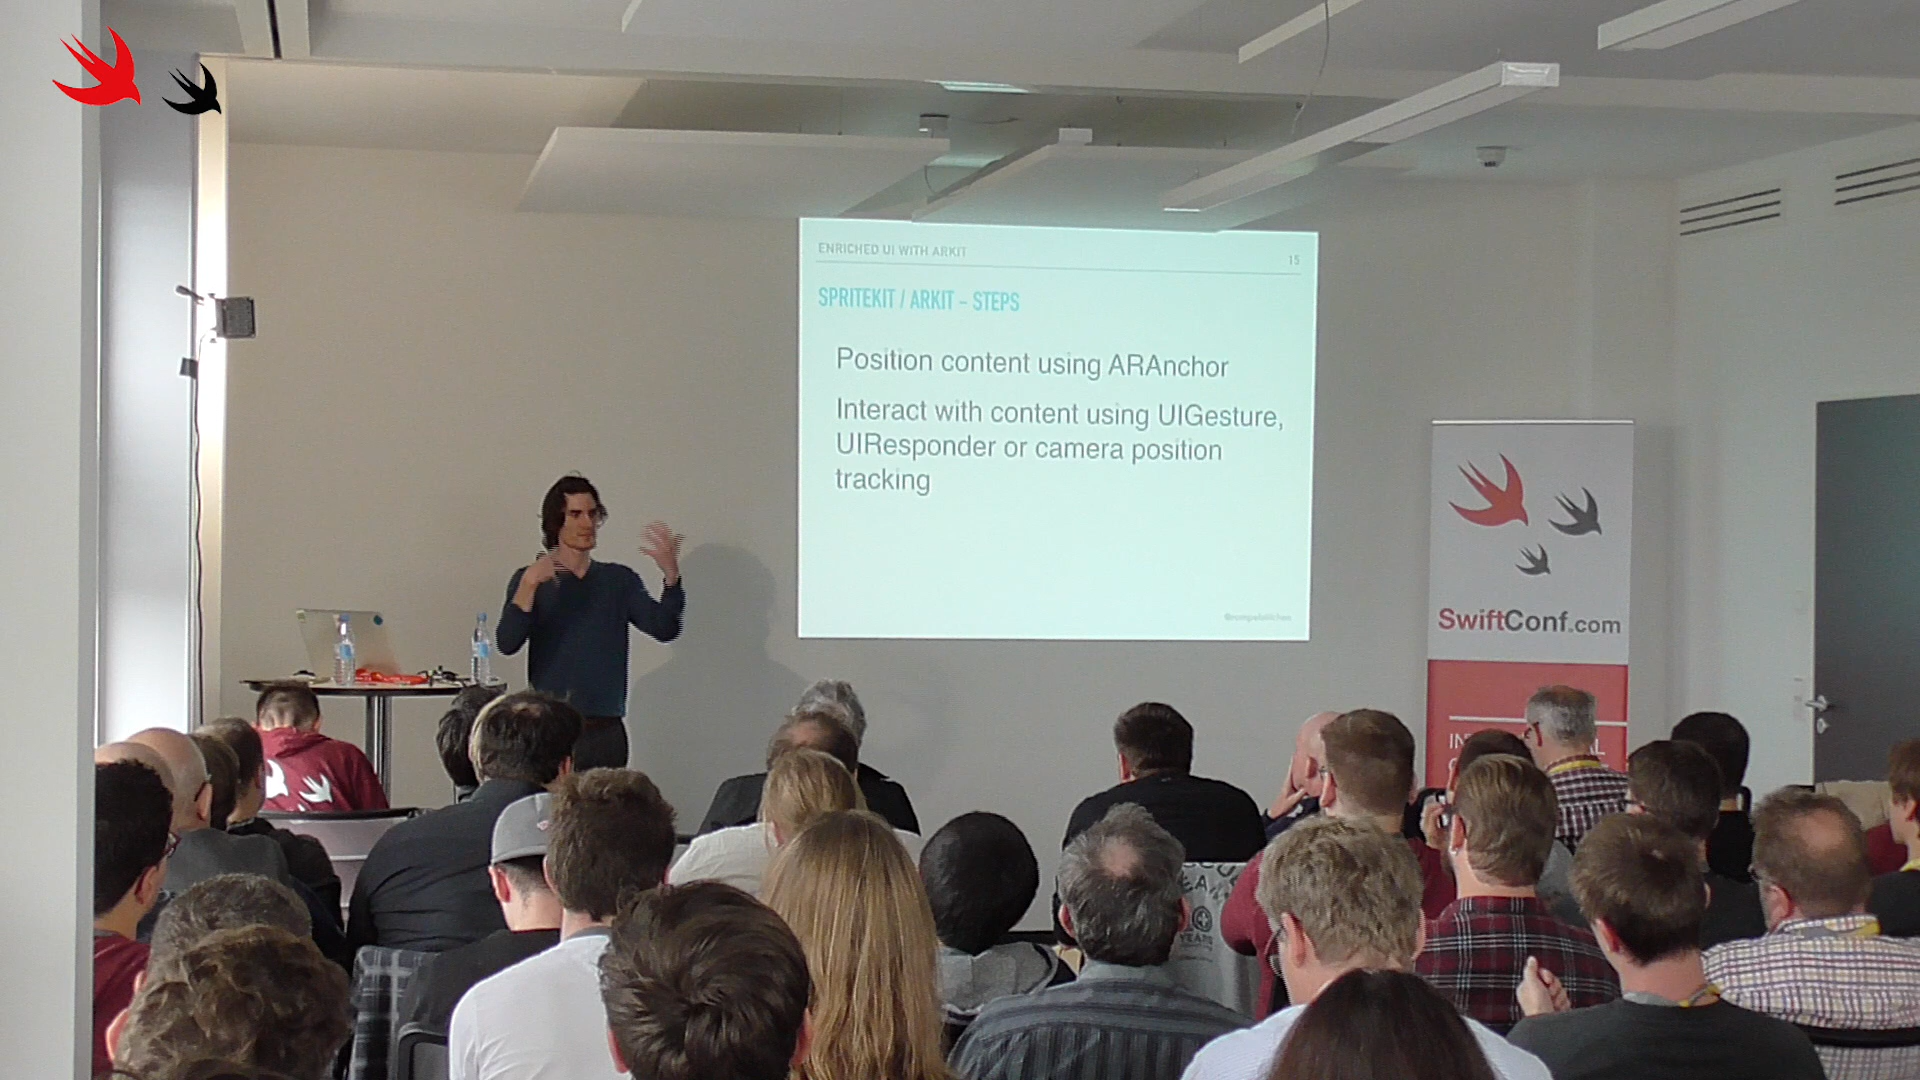 ENRICHED UI WITH ARKIT
15
SPRITEKIT / ARKIT – STEPS
Position content using ARAnchor
Interact with content using UIGesture,
UIResponder or camera position
tracking
SwiftConf.com
YEARS